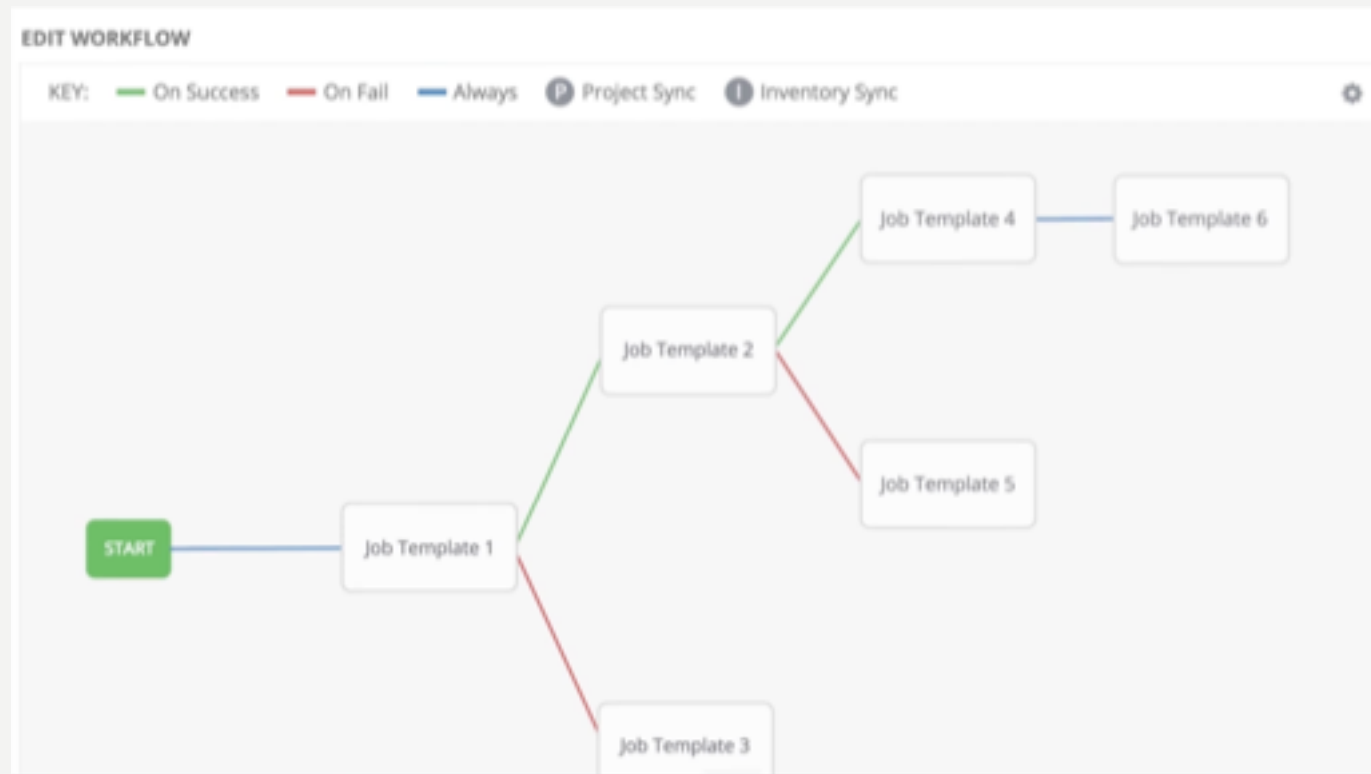 EDIT WORKFLOW
KEY: On Success On Fail Always P Project Sync I Inventory Sync
Job Template 4 Job Template 6
Job Template 2
Job Template 5
START Job Template 1
Job Template 3